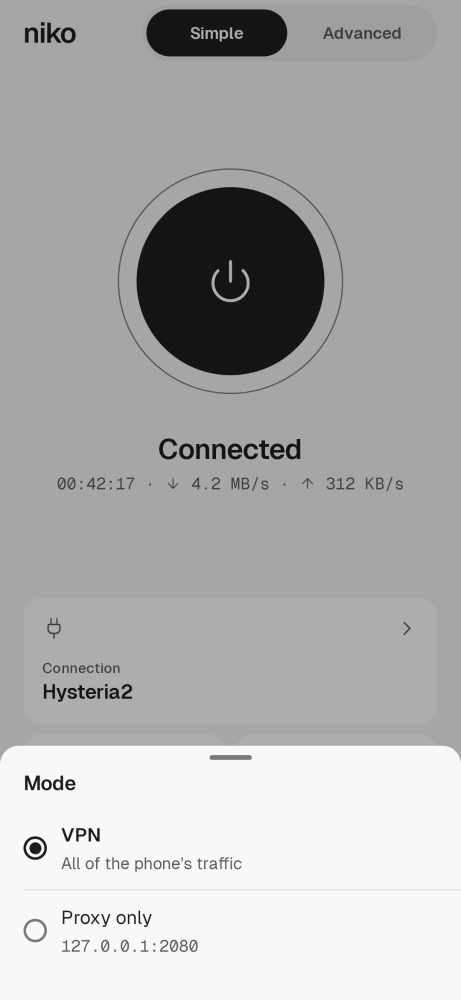 niko
Simple
Advanced
Connected
00:42:17 · ↓ 4.2 MB/s · ↑ 312 KB/s
Connection
Hysteria2
Mode
VPN
All of the phone's traffic
Proxy only
127.0.0.1:2080